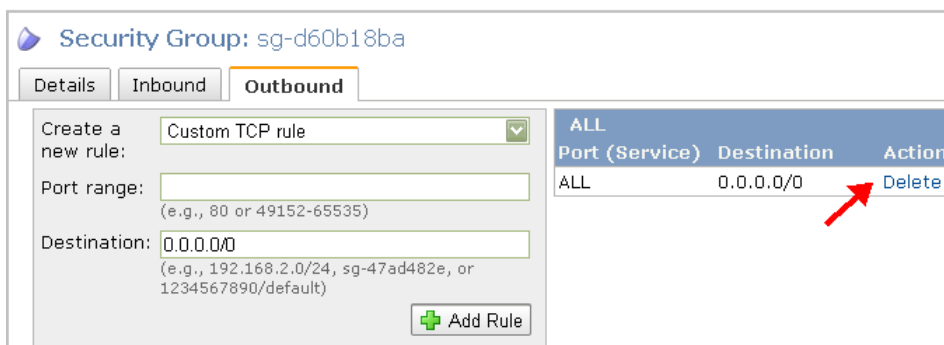 Security Group: sg-d60b18ba
Details Inbound Outbound
Create a new rule:
Custom TCP rule
Port range:
(e.g., 80 or 49152-65535)
Destination:
0.0.0.0/0
(e.g., 192.168.2.0/24, sg-47ad482e, or
1234567890/default)
Add Rule
ALL
Port (Service) Destination Action
ALL 0.0.0.0/0 Delete